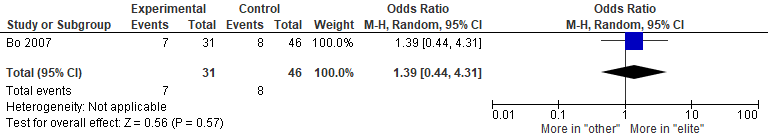 Experimental Control Odds Ratio Odds Ratio
Study or Subgroup Events Total Events Total Weight M-H, Random, 95% CI M-H, Random, 95% CI
Bo 2007 7 31 8 46 100.0% 1.39 [0.44, 4.31]
Total (95% CI) 31 46 100.0% 1.39 [0.44, 4.31]
Total events 7 8
Heterogeneity: Not applicable
Test for overall effect: Z = 0.56 (P = 0.57)
0.01 0.1 1 10 100
More in "other" More in "elite"